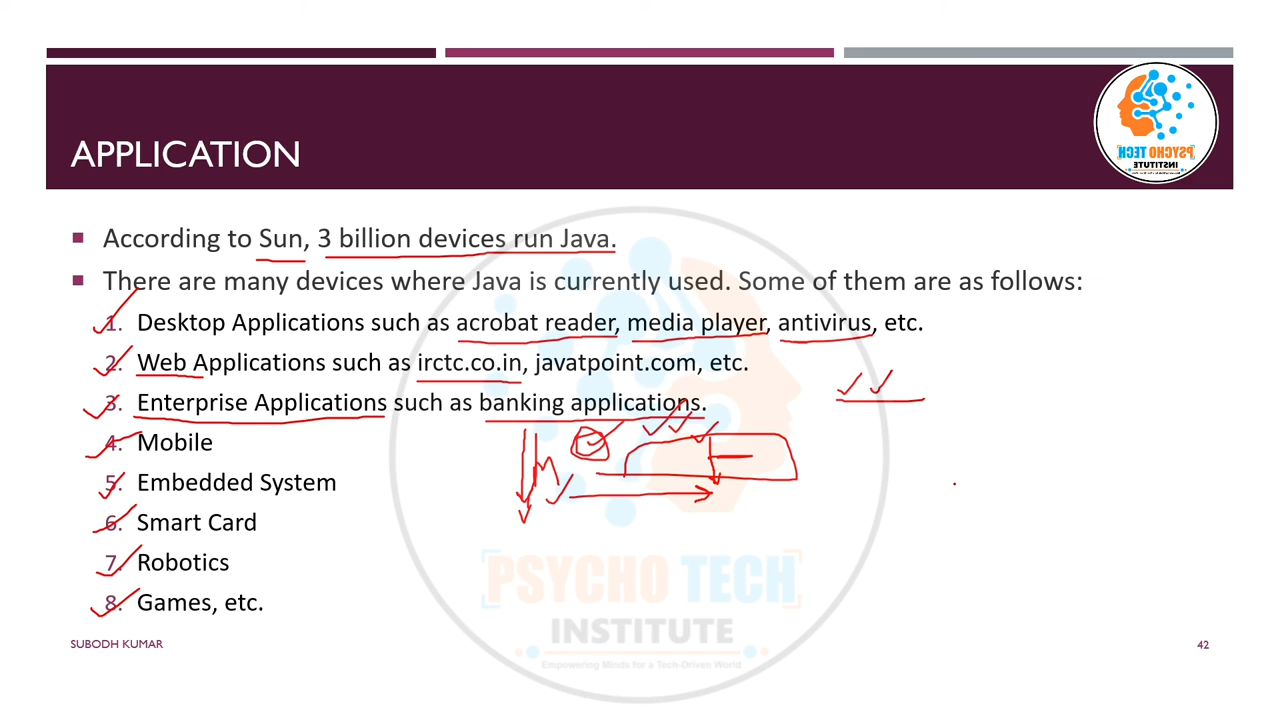 APPLICATION
PSYCHO TECH
INSTITUTE
According to Sun, 3 billion devices run Java.
There are many devices where Java is currently used. Some of them are as follows:
1. Desktop Applications such as acrobat reader, media player, antivirus, etc.
2. Web Applications such as irctc.co.in, javatpoint.com, etc.
3. Enterprise Applications such as banking applications.
4. Mobile
5. Embedded System
6. Smart Card
7. Robotics
8. Games, etc.
PSYCHO TECH
INSTITUTE
Empowering Minds for a Tech-Driven World
SUBODH KUMAR
42